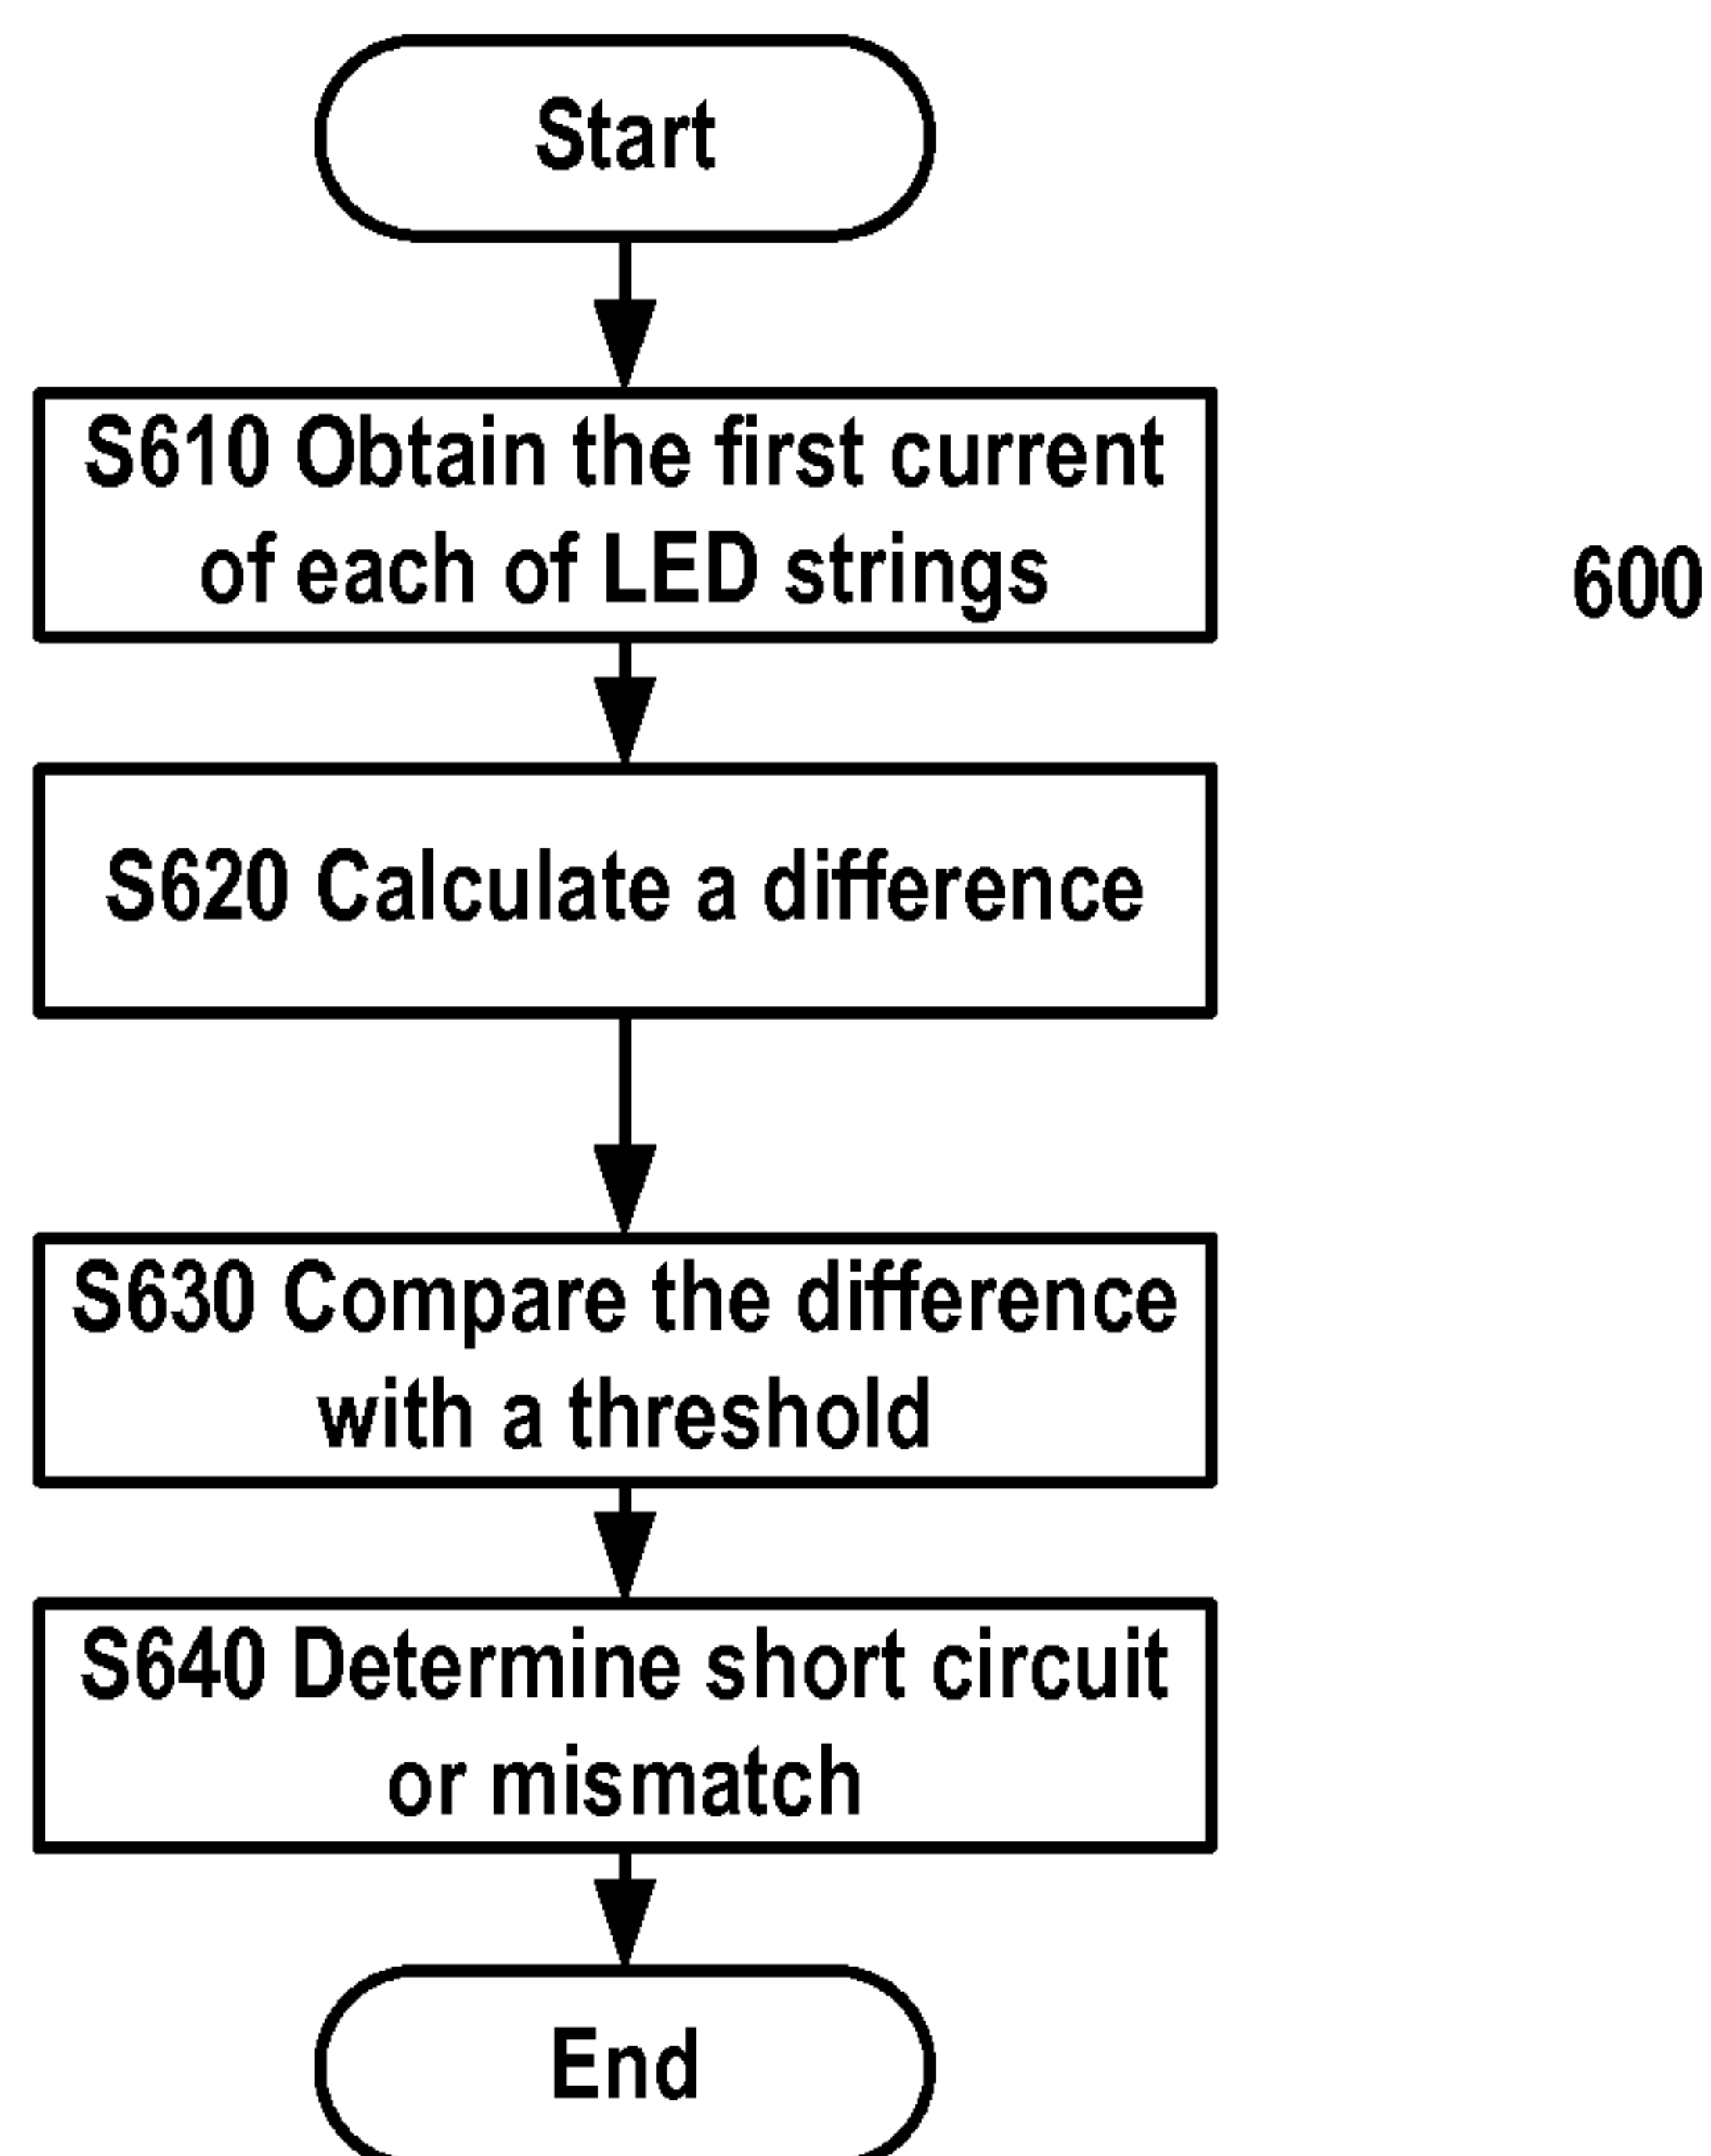 Start
S610 Obtain the first current
of each of LED strings
600
S620 Calculate a difference
S630 Compare the difference
with a threshold
S640 Determine short circuit
or mismatch
End